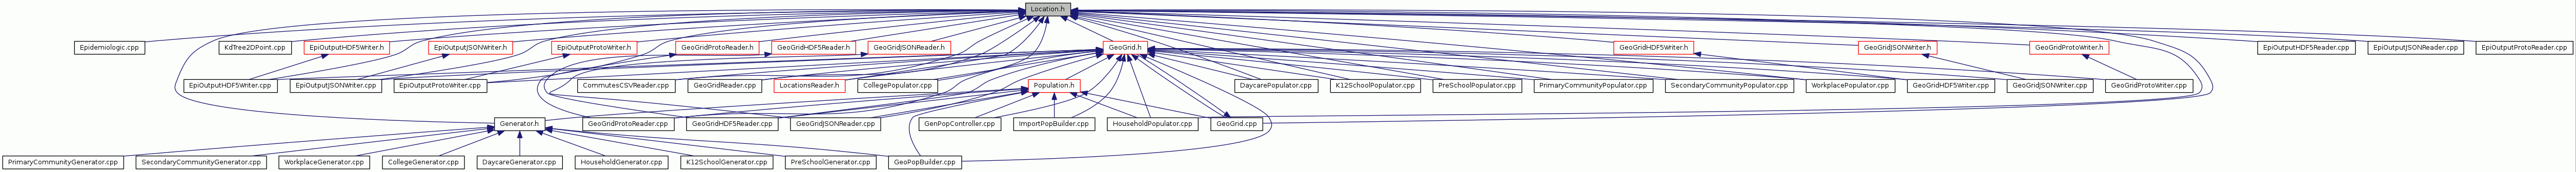 Location.h
Epidemiologic.cpp
KdTree2DPoint.cpp
EpiOutputHDF5Writer.h
EpiOutputJSONWriter.h
EpiOutputProtoWriter.h
GeoGridProtoReader.h
GeoGridHDF5Reader.h
GeoGridJSONReader.h
GeoGrid.h
GeoGridHDF5Writer.h
GeoGridJSONWriter.h
GeoGridProtoWriter.h
EpiOutputHDF5Reader.cpp
EpiOutputJSONReader.cpp
EpiOutputProtoReader.cpp
EpiOutputHDF5Writer.cpp
EpiOutputJSONWriter.cpp
EpiOutputProtoWriter.cpp
CommutesCSVReader.cpp
GeoGridReader.cpp
LocationsReader.h
CollegePopulator.cpp
Population.h
DaycarePopulator.cpp
K12SchoolPopulator.cpp
PreSchoolPopulator.cpp
PrimaryCommunityPopulator.cpp
SecondaryCommunityPopulator.cpp
WorkplacePopulator.cpp
GeoGridHDF5Writer.cpp
GeoGridJSONWriter.cpp
GeoGridProtoWriter.cpp
Generator.h
GeoGridProtoReader.cpp
GeoGridHDF5Reader.cpp
GeoGridJSONReader.cpp
GenPopController.cpp
ImportPopBuilder.cpp
HouseholdPopulator.cpp
GeoGrid.cpp
PrimaryCommunityGenerator.cpp
SecondaryCommunityGenerator.cpp
WorkplaceGenerator.cpp
CollegeGenerator.cpp
DaycareGenerator.cpp
HouseholdGenerator.cpp
K12SchoolGenerator.cpp
PreSchoolGenerator.cpp
GeoPopBuilder.cpp